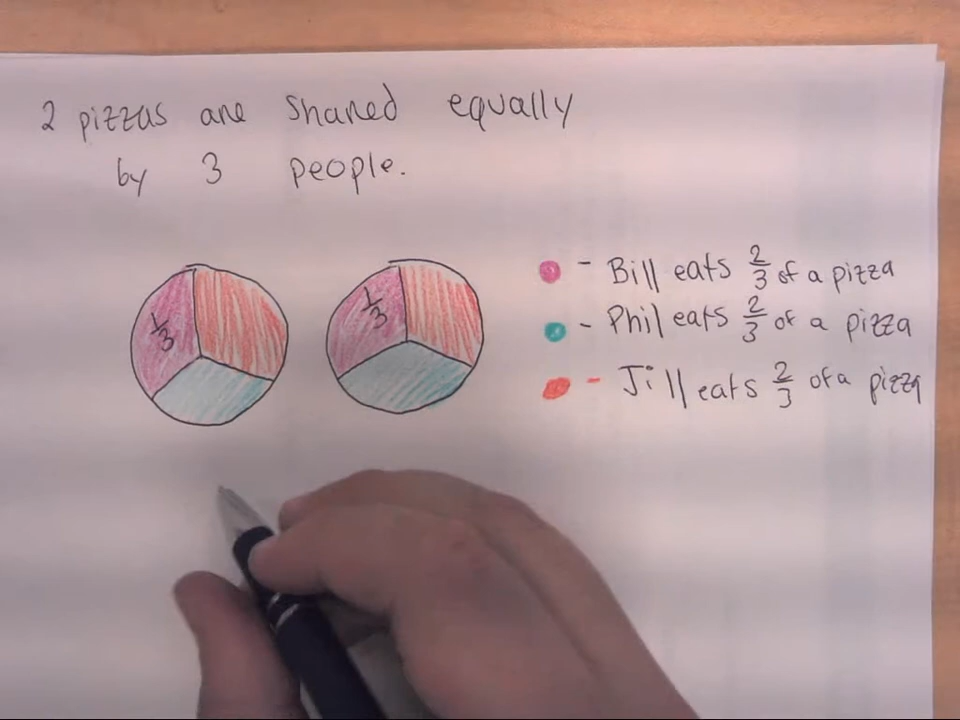 2 pizzas are shared equally
by 3 people.
1/3
1/3
- Bill eats 2/3 of a pizza
- Phil eats 2/3 of a pizza
- Jill eats 2/3 of a pizza